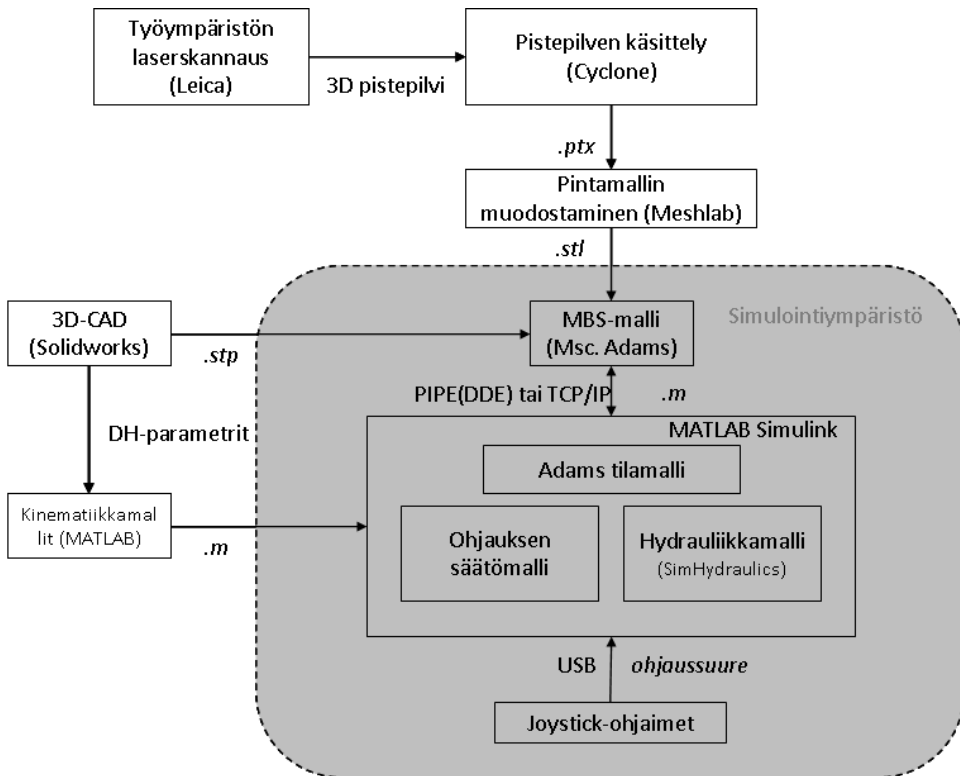 Työympäristön
laserskannaus
(Leica)
3D pistepilvi
Pistepilven käsittely
(Cyclone)
.ptx
Pintamallin
muodostaminen (Meshlab)
.stl
Simulointiympäristö
3D-CAD
(Solidworks)
.stp
MBS-malli
(Msc. Adams)
PIPE(DDE) tai TCP/IP
.m
DH-parametrit
MATLAB Simulink
Adams tilamalli
Kinematiikkamal
lit (MATLAB)
.m
Ohjauksen
säätömalli
Hydrauliikkamalli
(SimHydraulics)
USB
ohjaussuure
Joystick-ohjaimet